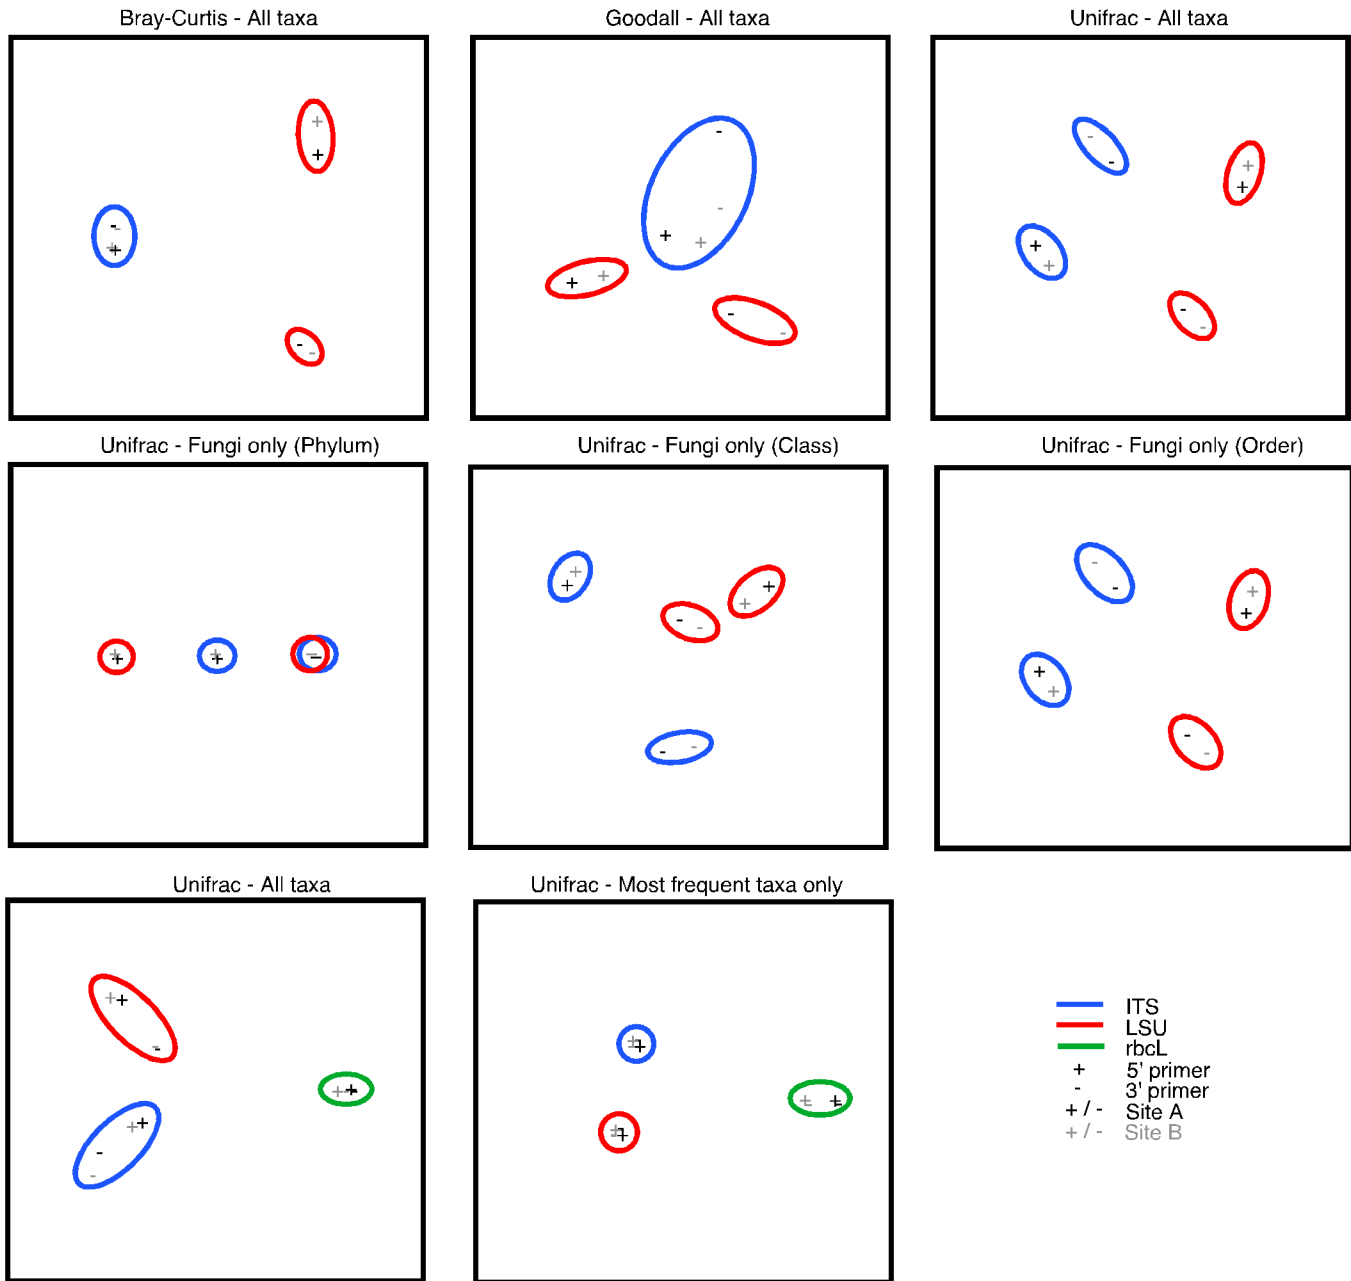 Bray-Curtis - All taxa
Goodall - All taxa
Unifrac - All taxa
Unifrac - Fungi only (Phylum)
Unifrac - Fungi only (Class)
Unifrac - Fungi only (Order)
Unifrac - All taxa
Unifrac - Most frequent taxa only
ITS
LSU
rbcL
+ 5' primer
- 3' primer
+ / - Site A
+ / - Site B